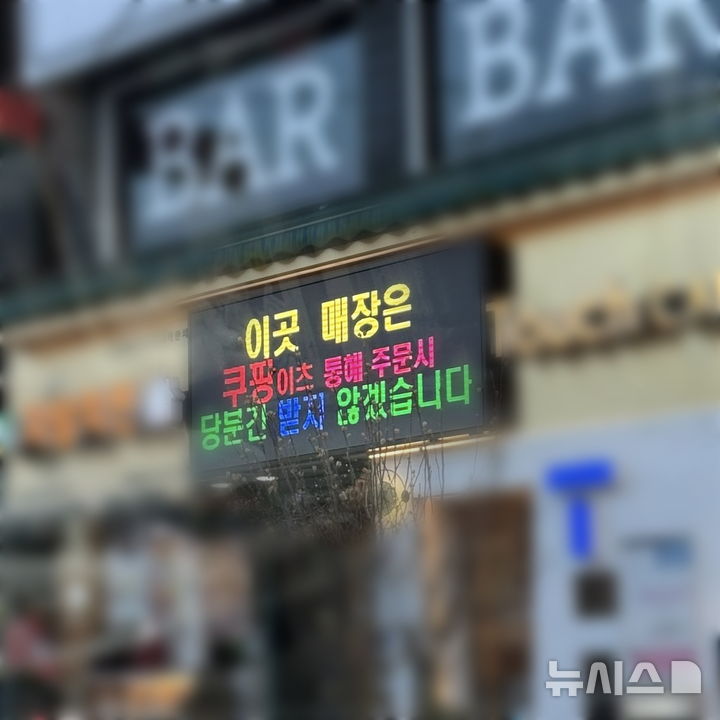 BAR
BAR
이곳 매장은
쿠팡이츠 통해 주문시
당분간 받지 않겠습니다
뉴시스